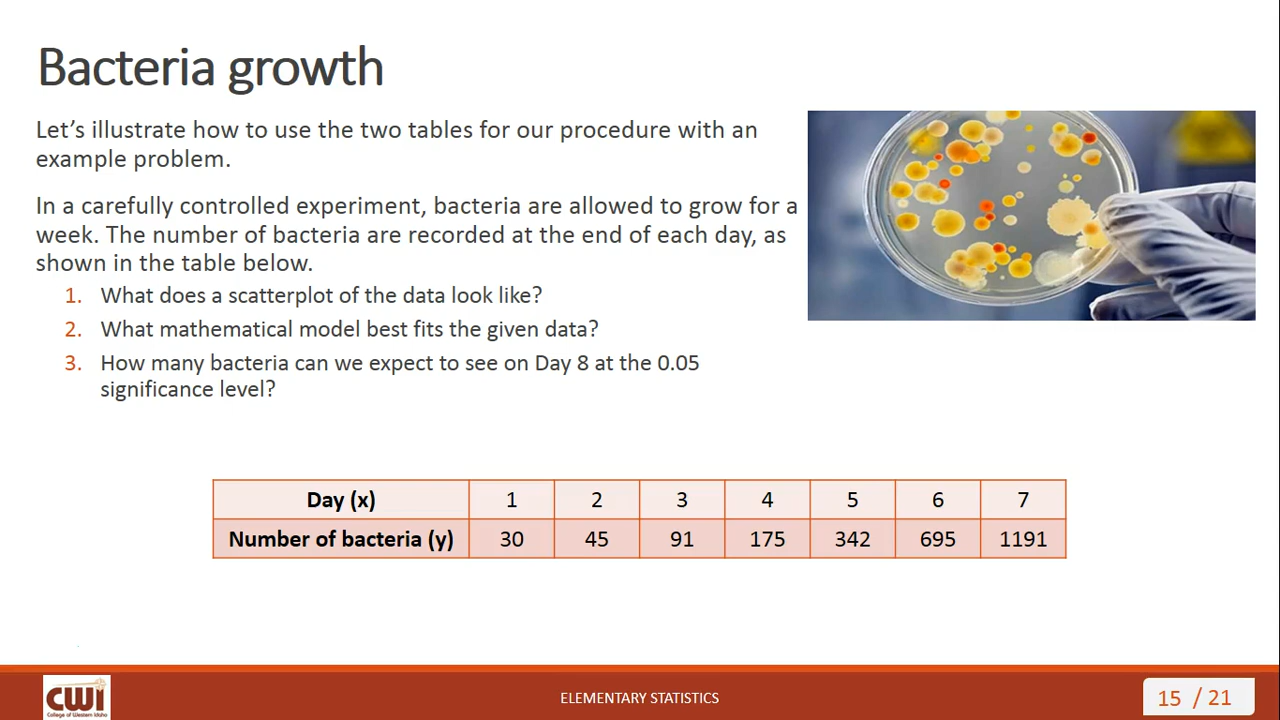 Bacteria growth
Let's illustrate how to use the two tables for our procedure with an
example problem.
In a carefully controlled experiment, bacteria are allowed to grow for a
week. The number of bacteria are recorded at the end of each day, as
shown in the table below.
1. What does a scatterplot of the data look like?
2. What mathematical model best fits the given data?
3. How many bacteria can we expect to see on Day 8 at the 0.05
significance level?
Day (x) 1 2 3 4 5 6 7
Number of bacteria (y) 30 45 91 175 342 695 1191
CWI
College of Western Idaho
ELEMENTARY STATISTICS
15 / 21